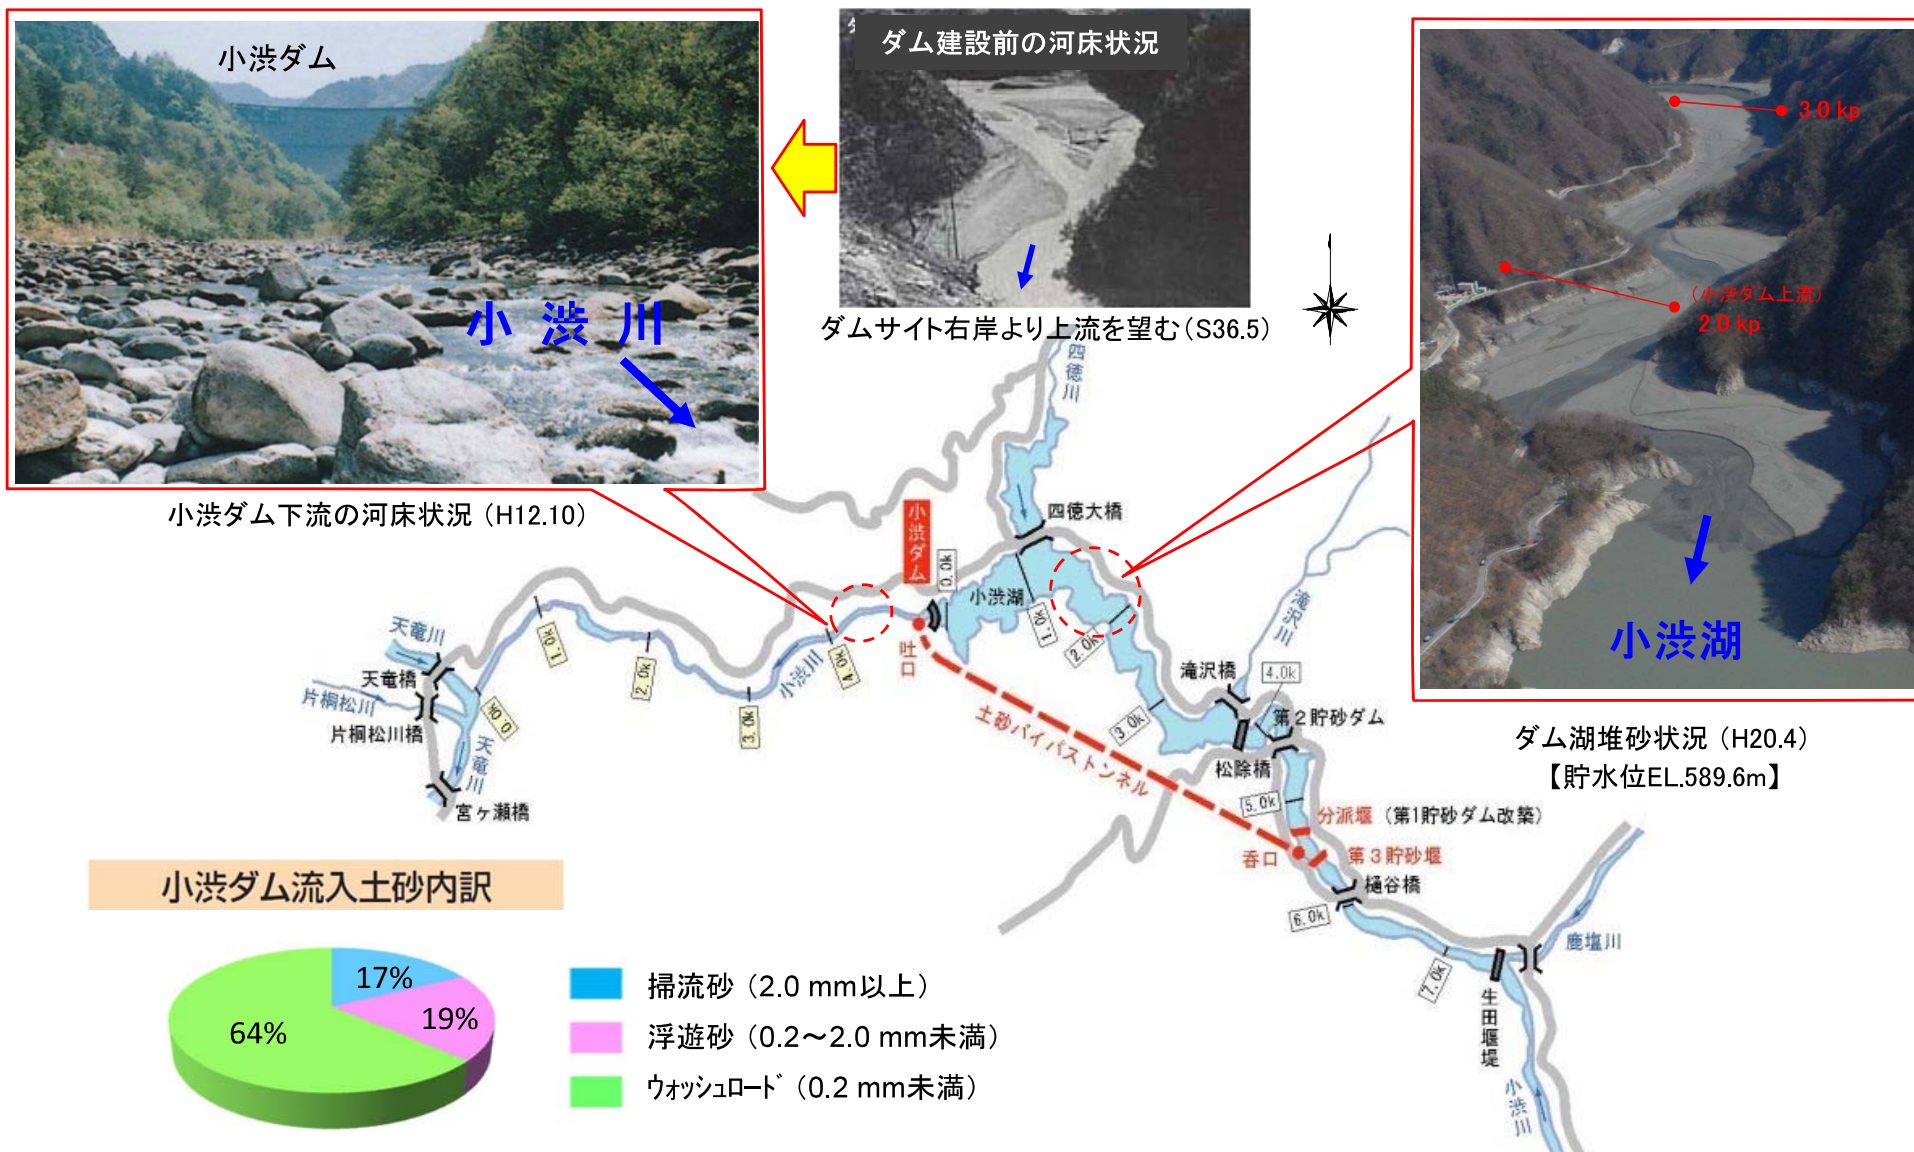 小渋ダム
小渋川
小渋ダム下流の河床状況（H12.10）
ダム建設前の河床状況
ダムサイト右岸より上流を望む（S36.5）
3.0 kp
（小渋ダム上流）
2.0 kp
小渋湖
ダム湖堆砂状況（H20.4）
【貯水位EL.589.6m】
四徳川
四徳大橋
小渋ダム
0.0k
小渋湖
1.0k
2.0k
3.0k
滝沢川
滝沢橋
4.0k
第2貯砂ダム
松除橋
5.0k
分派堰（第1貯砂ダム改築）
呑口
第3貯砂堰
樋谷橋
6.0k
7.0k
鹿塩川
生田堰堤
小渋川
土砂バイパストンネル
吐口
小渋川
4.0k
3.0k
2.0k
1.0k
0.0k
天竜川
天竜橋
片桐松川
片桐松川橋
天竜川
宮ヶ瀬橋
小渋ダム流入土砂内訳
17%
19%
64%
掃流砂（2.0 mm以上）
浮遊砂（0.2～2.0 mm未満）
ウォッシュロード（0.2 mm未満）